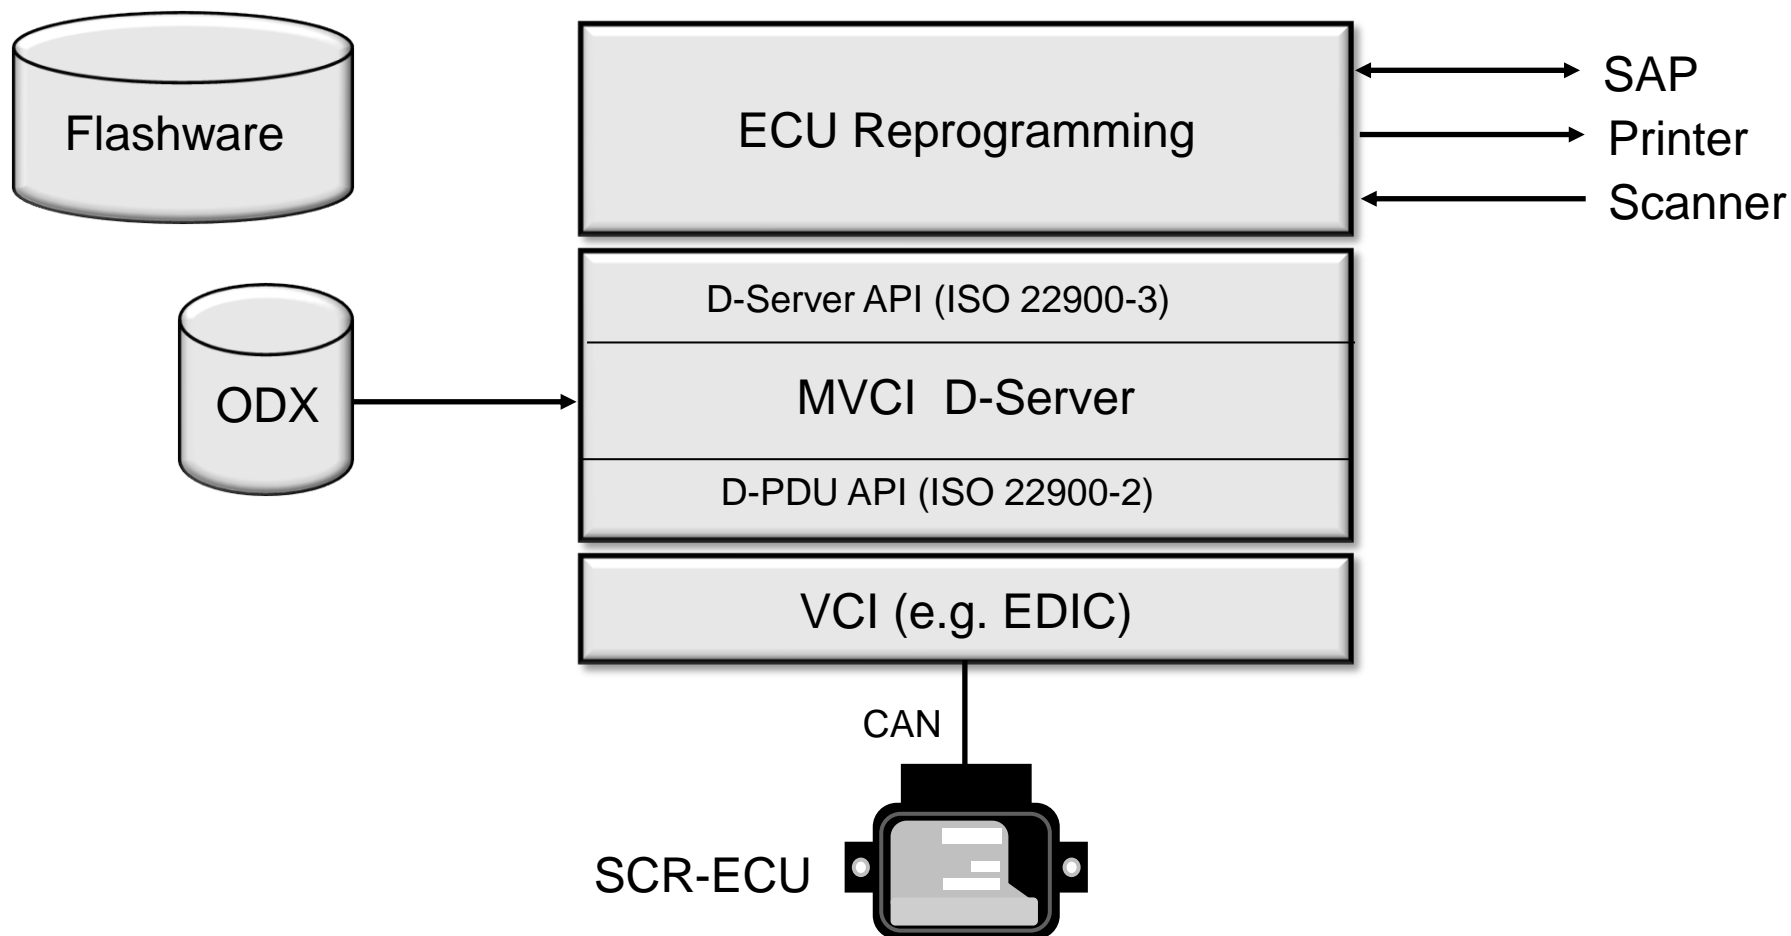 Flashware
ECU Reprogramming
SAP
Printer
Scanner
D-Server API (ISO 22900-3)
ODX
MVCI D-Server
D-PDU API (ISO 22900-2)
VCI (e.g. EDIC)
CAN
SCR-ECU